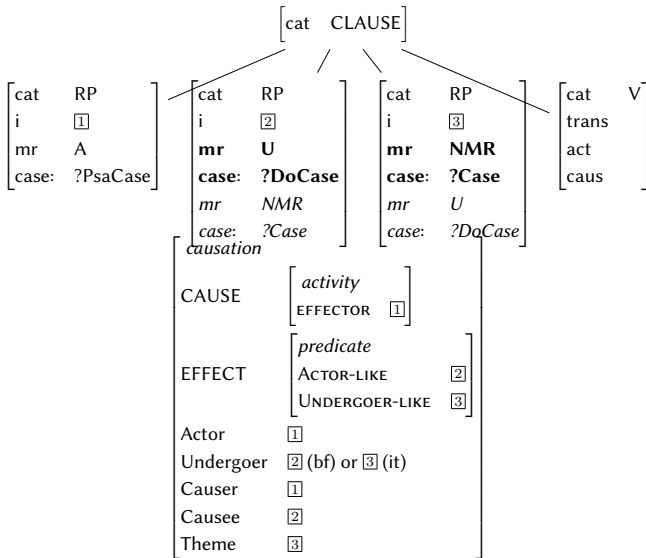 cat CLAUSE
cat RP cat RP cat RP cat V
i 1 i 2 i 3 trans
mr A mr U mr NMR act
case: ?PsaCase case: ?DoCase case: ?Case caus
mr NMR mr U
case: ?Case case: ?DoCase
causation
activity
CAUSE
EFFECTOR 1
predicate
EFFECT ACTOR-LIKE 2
UNDERGOER-LIKE 3
Actor 1
Undergoer 2 (bf) or 3 (it)
Causer 1
Causee 2
Theme 3